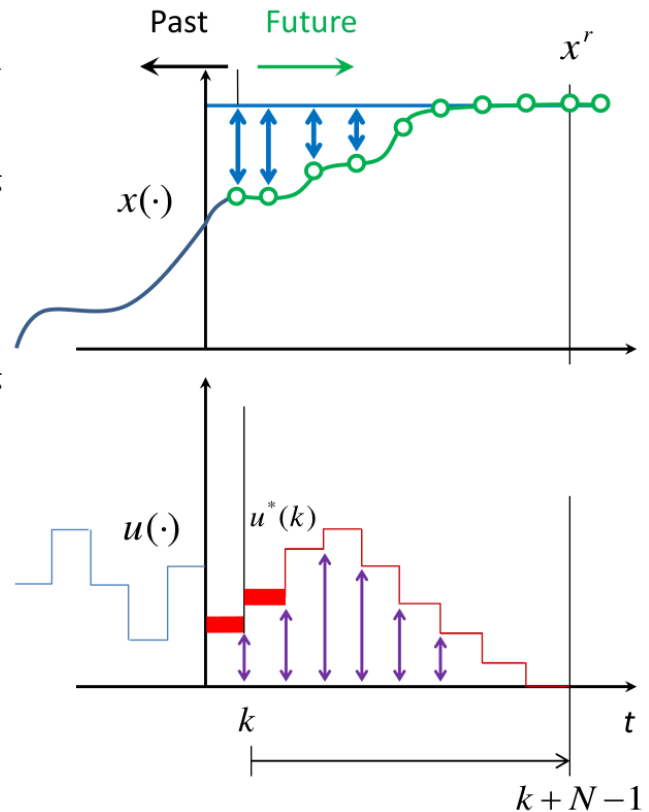 Past Future
x^r
x(·)
u(·)
u^*(k)
k
t
k + N − 1